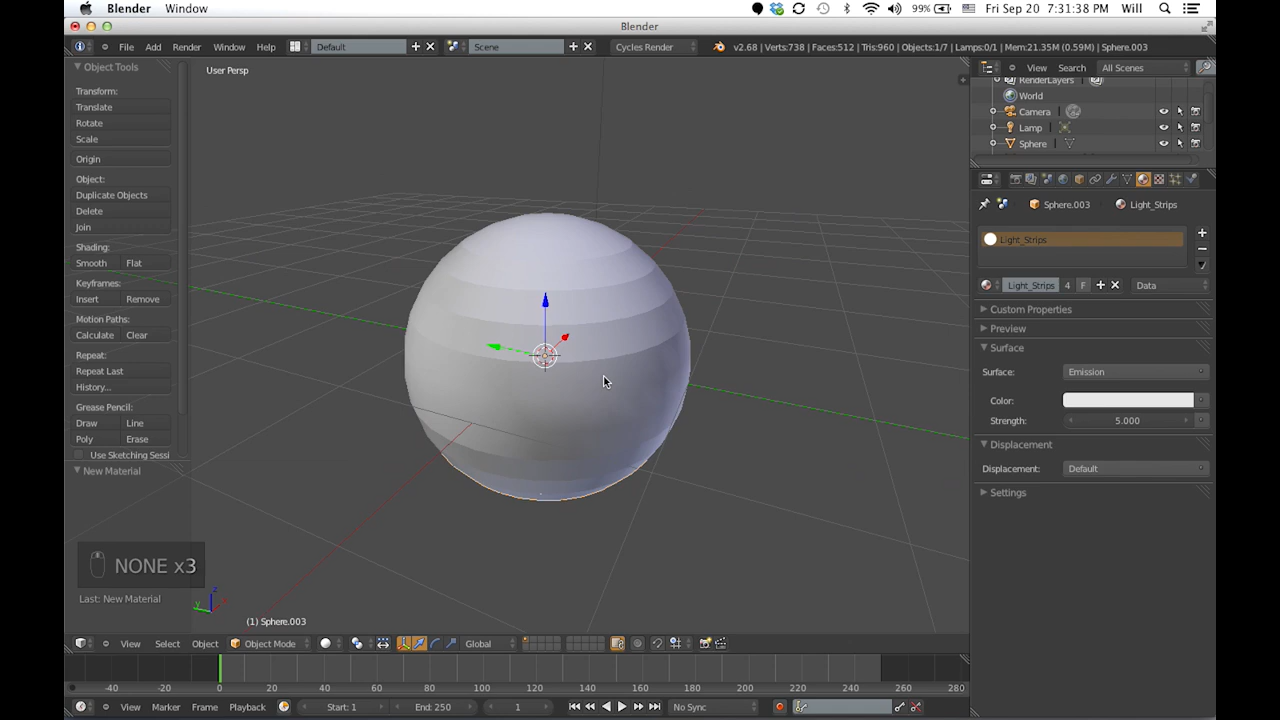 Blender Window 99% Fri Sep 20 7:31:38 PM Will
Blender
File Add Render Window Help Default Scene Cycles Render v2.68 | Verts:738 | Faces:512 | Tris:960 | Objects:1/7 | Lamps:0/1 | Mem:21.35M (0.59M) | Sphere.003
Object Tools
User Persp
View Search All Scenes
RenderLayers
World
Camera
Lamp
Sphere
Transform:
Translate
Rotate
Scale
Origin
Object:
Duplicate Objects
Delete
Join
Shading:
Smooth Flat
Keyframes:
Insert Remove
Motion Paths:
Calculate Clear
Repeat:
Repeat Last
History...
Grease Pencil:
Draw Line
Poly Erase
Use Sketching Sessi
New Material
NONE x3
Last: New Material
z
y
x
(1) Sphere.003
Sphere.003 Light_Strips
Light_Strips
Light_Strips 4 F Data
Custom Properties
Preview
Surface
Surface: Emission
Color:
Strength: 5.000
Displacement
Displacement: Default
Settings
View Select Object Object Mode Global
-40 -20 0 20 40 60 80 100 120 140 160 180 200 220 240 260 280
View Marker Frame Playback Start: 1 End: 250 1 No Sync